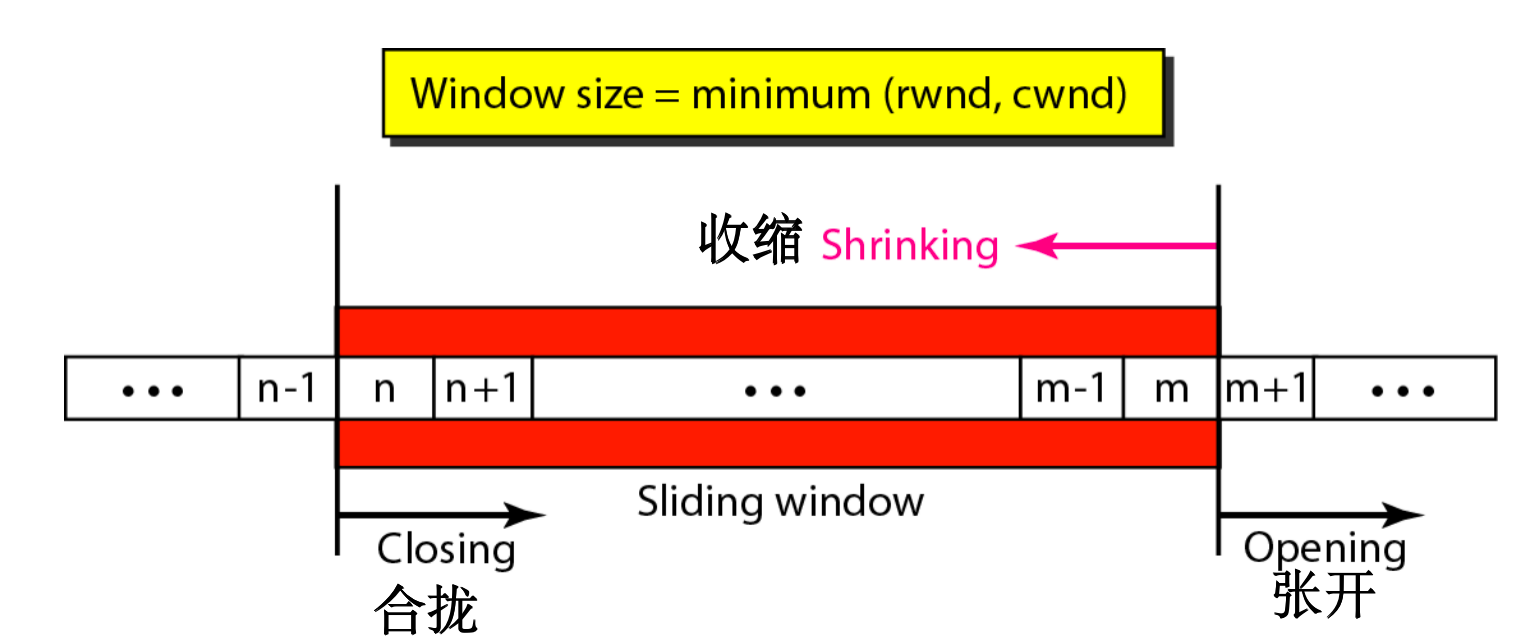 Window size = minimum (rwnd, cwnd)
收缩 Shrinking
••• n-1 n n+1 ••• m-1 m m+1 •••
Sliding window
Closing Opening
合拢 张开